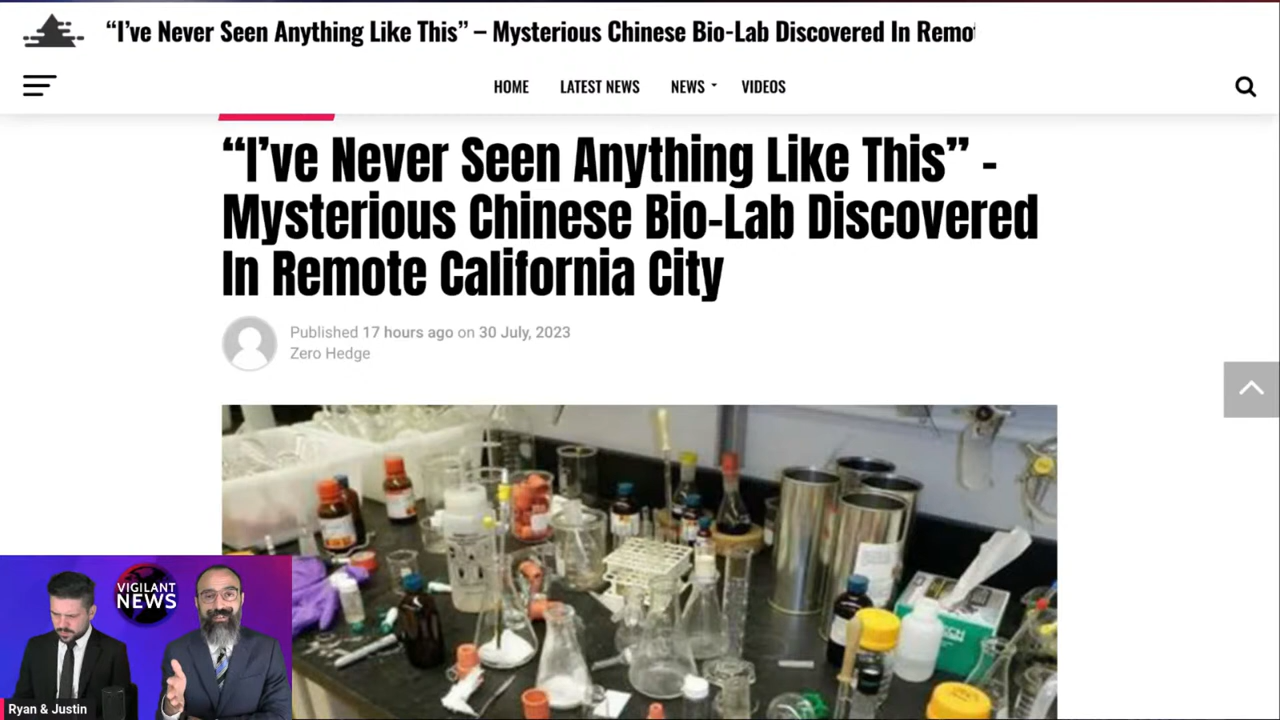 “I’ve Never Seen Anything Like This” – Mysterious Chinese Bio-Lab Discovered In Remo
HOME LATEST NEWS NEWS VIDEOS
“I’ve Never Seen Anything Like This” –
Mysterious Chinese Bio-Lab Discovered
In Remote California City
Published 17 hours ago on 30 July, 2023
Zero Hedge
VIGILANT
NEWS
Ryan & Justin